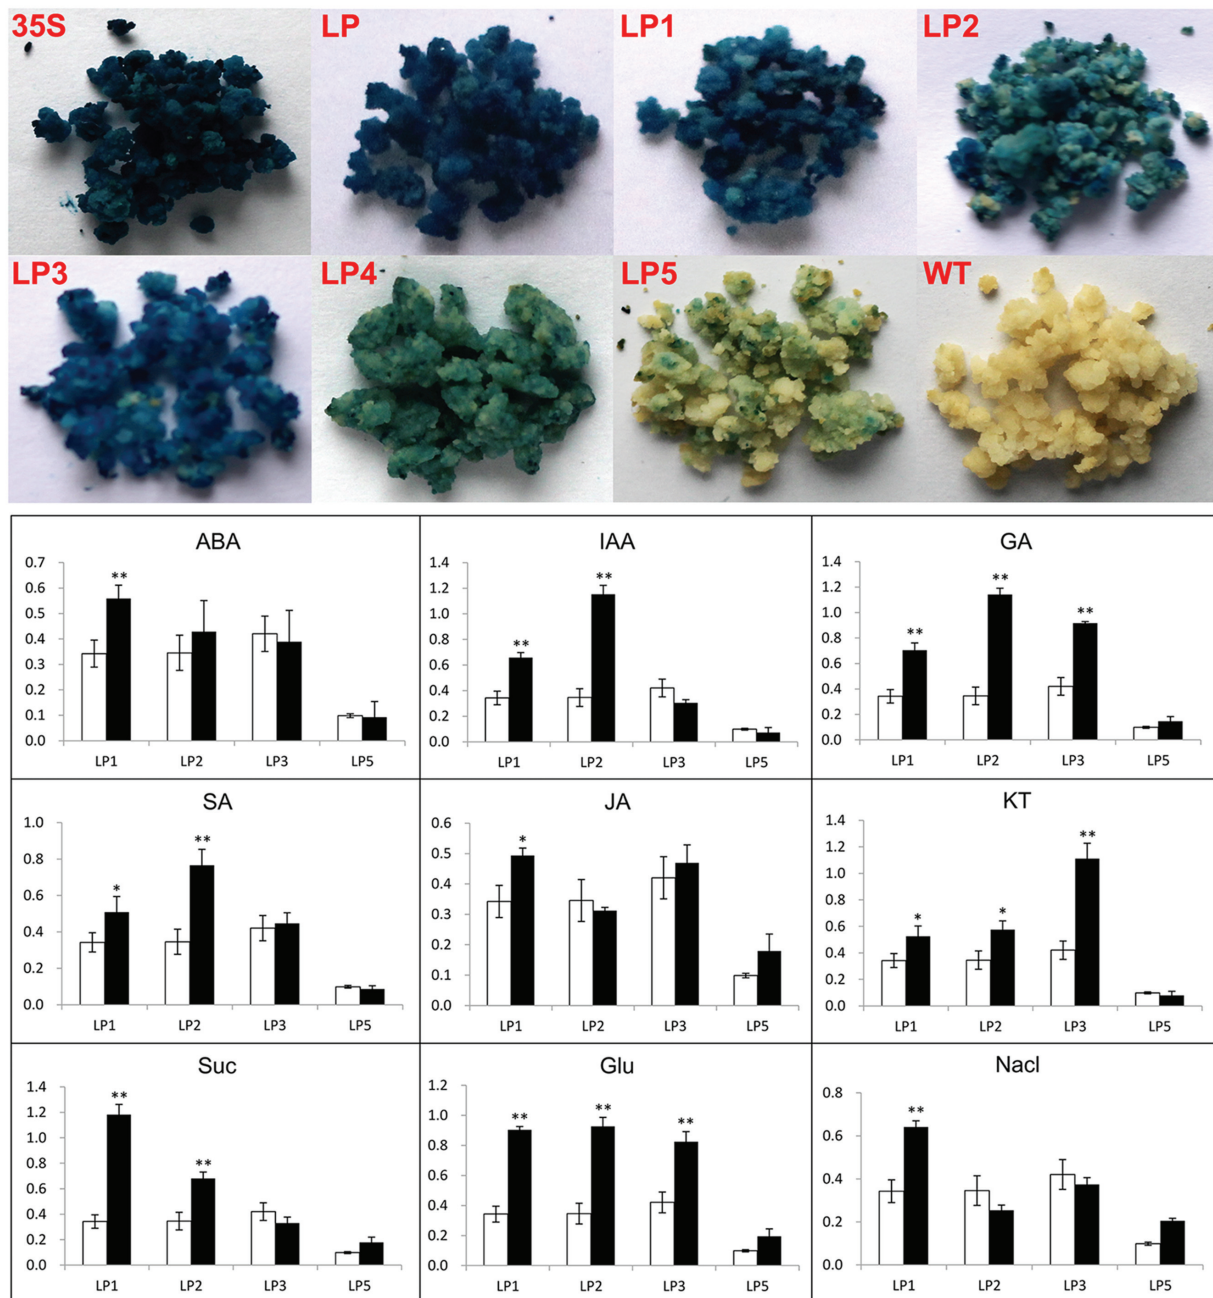 35S LP LP1 LP2
LP3 LP4 LP5 WT
ABA IAA GA
0.7 1.4 1.4
0.6 ** 1.2 ** 1.2 **
0.5 1.0 1.0 **
0.4 0.8 ** 0.8 **
0.3 0.6 0.6
0.2 0.4 0.4
0.1 0.2 0.2
0.0 0.0 0.0
LP1 LP2 LP3 LP5 LP1 LP2 LP3 LP5 LP1 LP2 LP3 LP5
SA JA KT
1.0 0.6 1.4
0.8 ** 0.5 * 1.2 **
0.6 * 0.4 1.0
0.4 0.3 0.8
0.2 0.2 0.6 * *
0.0 0.1 0.4
0.0 0.2
0.0
LP1 LP2 LP3 LP5 LP1 LP2 LP3 LP5 LP1 LP2 LP3 LP5
Suc Glu Nacl
1.4 1.2 0.8
1.2 ** 1.0 ** ** ** 0.6 **
1.0 0.8 0.4
0.8 ** 0.6 0.2
0.6 0.4 0.0
0.4 0.2
0.2 0.0
0.0
LP1 LP2 LP3 LP5 LP1 LP2 LP3 LP5 LP1 LP2 LP3 LP5